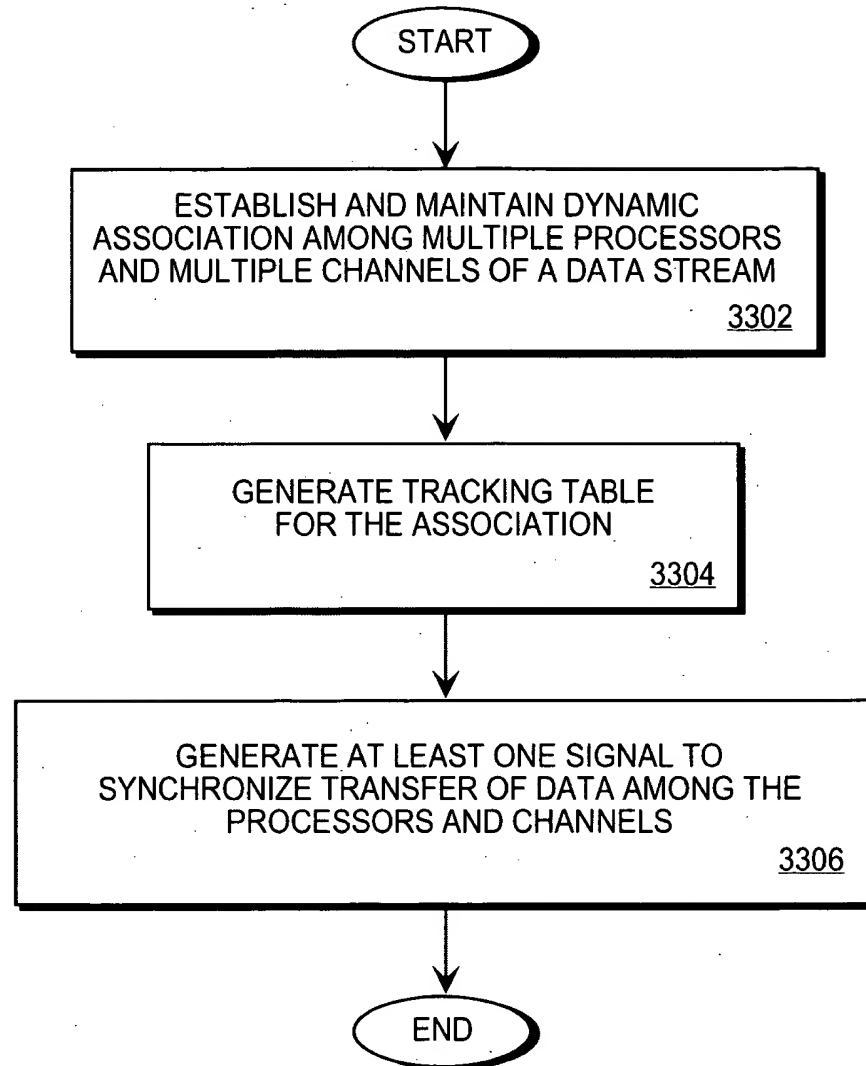 START
ESTABLISH AND MAINTAIN DYNAMIC
ASSOCIATION AMONG MULTIPLE PROCESSORS
AND MULTIPLE CHANNELS OF A DATA STREAM
3302
GENERATE TRACKING TABLE
FOR THE ASSOCIATION
3304
GENERATE AT LEAST ONE SIGNAL TO
SYNCHRONIZE TRANSFER OF DATA AMONG THE
PROCESSORS AND CHANNELS
3306
END